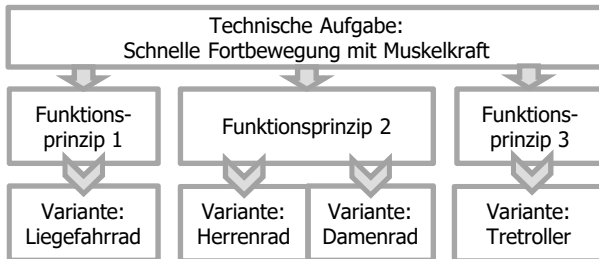 Technische Aufgabe:
Schnelle Fortbewegung mit Muskelkraft
Funktions-
prinzip 1
Funktionsprinzip 2
Funktions-
prinzip 3
Variante:
Liegefahrrad
Variante:
Herrenrad
Variante:
Damenrad
Variante:
Tretroller